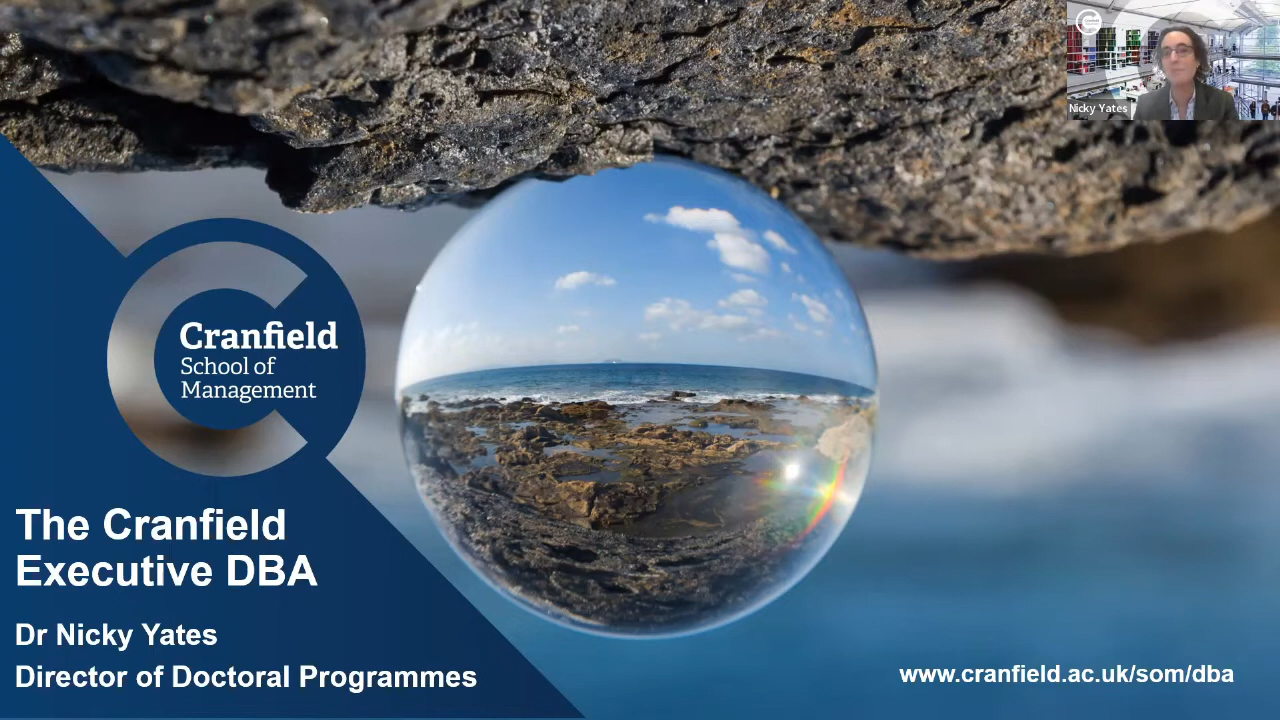 Nicky Yates
Cranfield
School of
Management
The Cranfield
Executive DBA
Dr Nicky Yates
Director of Doctoral Programmes
www.cranfield.ac.uk/som/dba